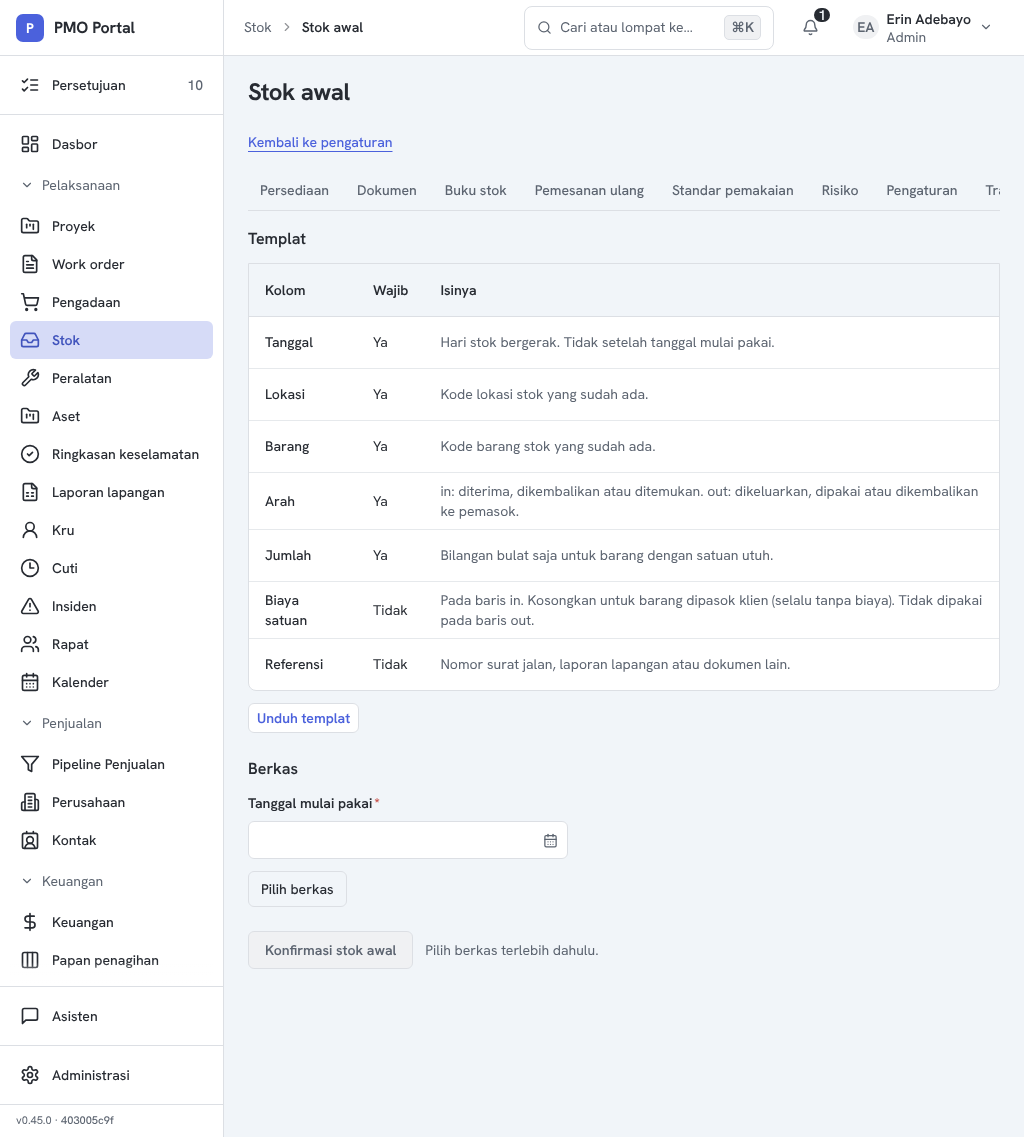 P PMO Portal
Stok > Stok awal
Cari atau lompat ke... ⌘K
1
EA
Erin Adebayo
Admin
Persetujuan 10
Dasbor
Pelaksanaan
Proyek
Work order
Pengadaan
Stok
Peralatan
Aset
Ringkasan keselamatan
Laporan lapangan
Kru
Cuti
Insiden
Rapat
Kalender
Penjualan
Pipeline Penjualan
Perusahaan
Kontak
Keuangan
Keuangan
Papan penagihan
Asisten
Administrasi
v0.45.0 · 403005c9f
Stok awal
Kembali ke pengaturan
Persediaan Dokumen Buku stok Pemesanan ulang Standar pemakaian Risiko Pengaturan
Templat
Kolom Wajib Isinya
Tanggal Ya Hari stok bergerak. Tidak setelah tanggal mulai pakai.
Lokasi Ya Kode lokasi stok yang sudah ada.
Barang Ya Kode barang stok yang sudah ada.
Arah Ya in: diterima, dikembalikan atau ditemukan. out: dikeluarkan, dipakai atau dikembalikan
ke pemasok.
Jumlah Ya Bilangan bulat saja untuk barang dengan satuan utuh.
Biaya satuan Tidak Pada baris in. Kosongkan untuk barang dipasok klien (selalu tanpa biaya). Tidak dipakai
pada baris out.
Referensi Tidak Nomor surat jalan, laporan lapangan atau dokumen lain.
Unduh templat
Berkas
Tanggal mulai pakai *
Pilih berkas
Konfirmasi stok awal Pilih berkas terlebih dahulu.